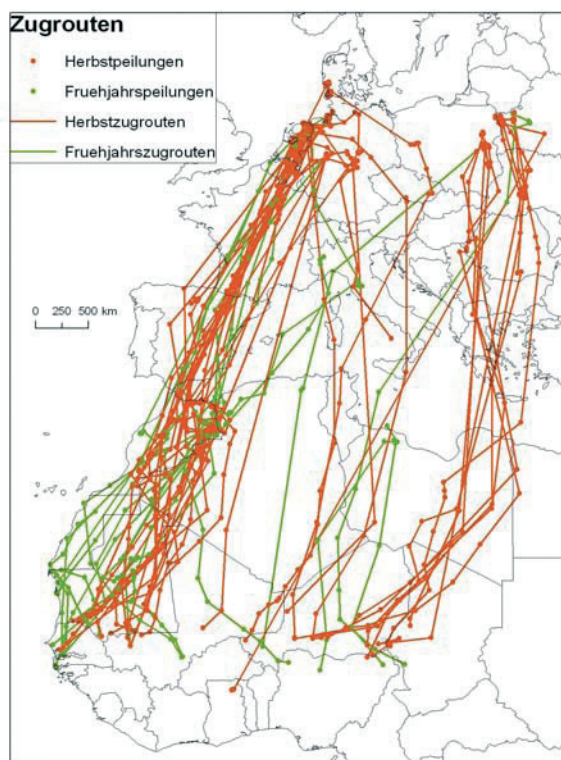 Zugrouten
Herbstpeilungen
Fruehjahrspeilungen
Herbstzugrouten
Fruehjahrszugrouten
0 250 500 km